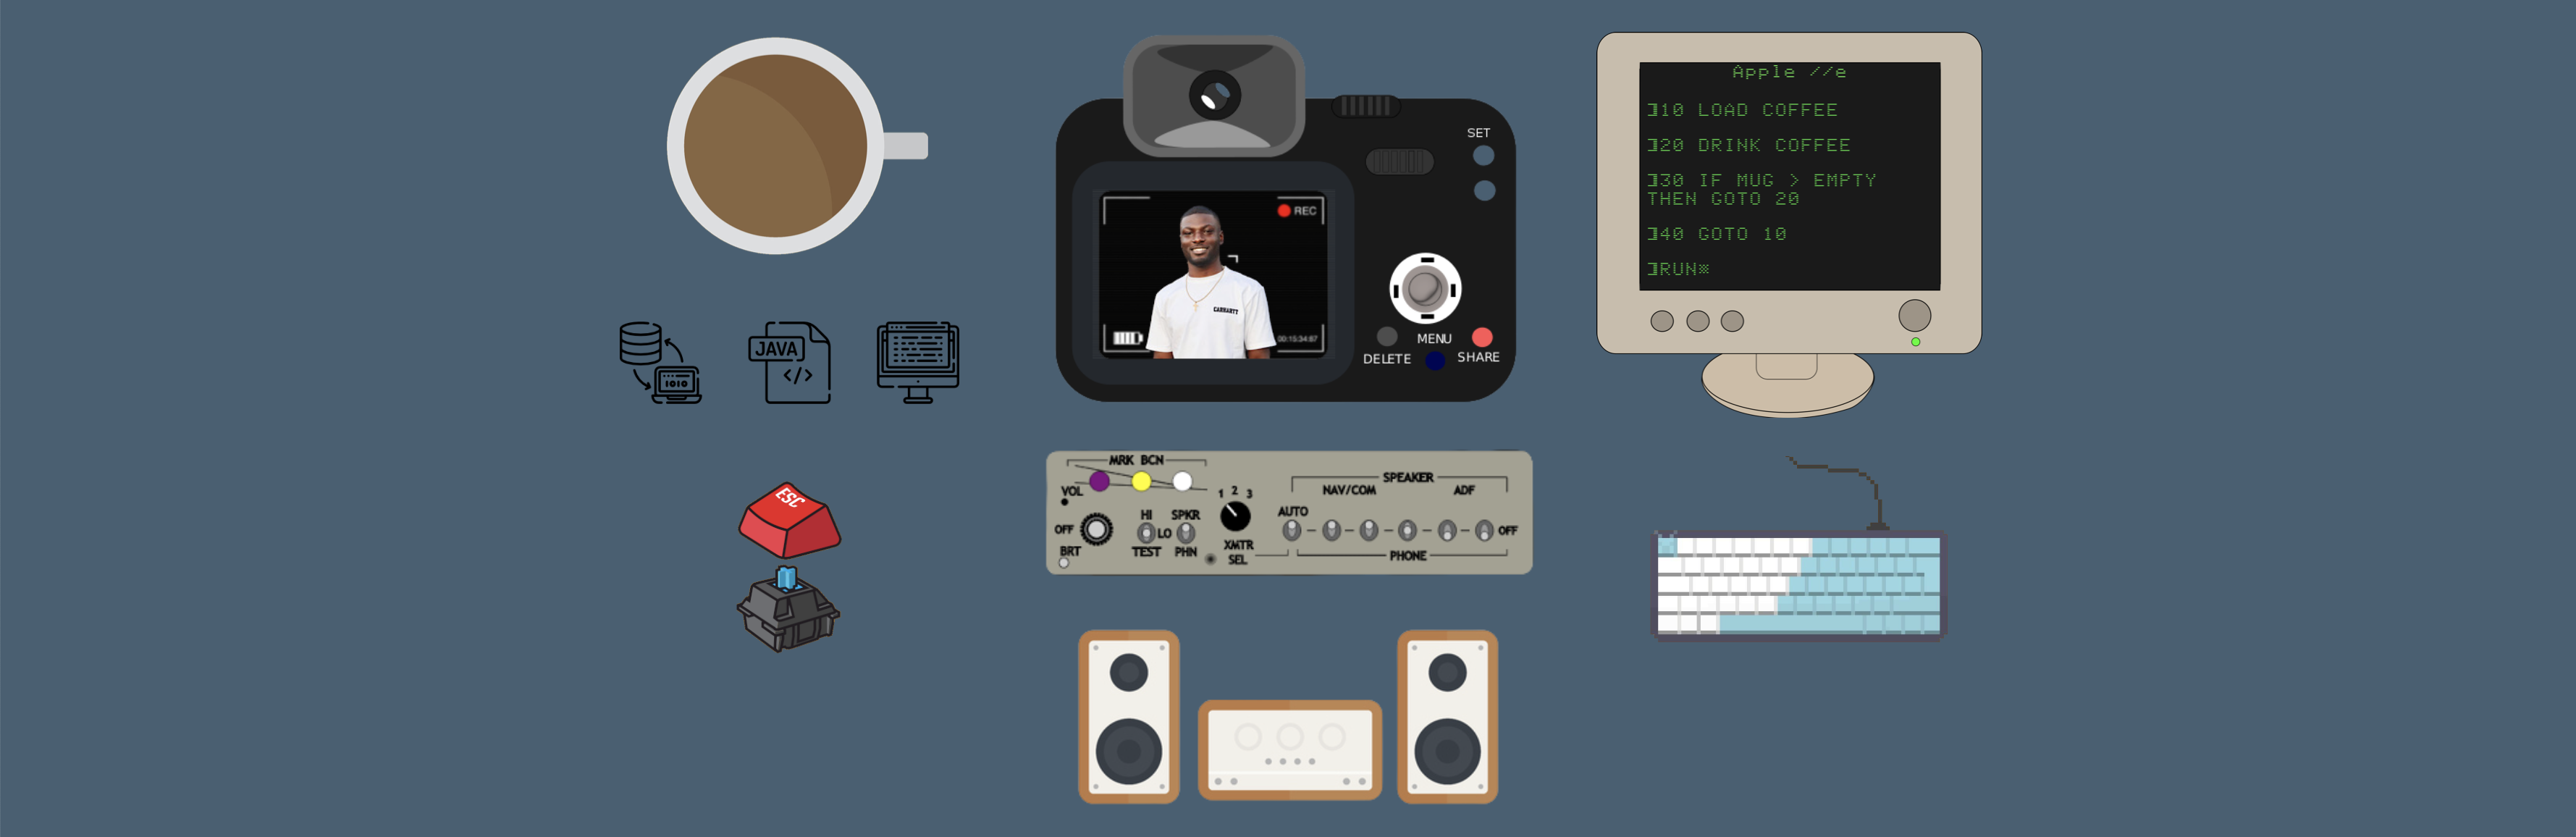 JAVA
</>
1010
ESC
SET
REC
CARHARTT
00:15:34:67
MENU
DELETE
SHARE
MRK BCN
VOL
OFF
BRT
HI
LO
TEST
SPKR
PHN
1 2 3
XMTR
SEL
SPEAKER
NAV/COM
ADF
AUTO
OFF
PHONE
Apple //e
]10 LOAD COFFEE
]20 DRINK COFFEE
]30 IF MUG > EMPTY
THEN GOTO 20
]40 GOTO 10
]RUN